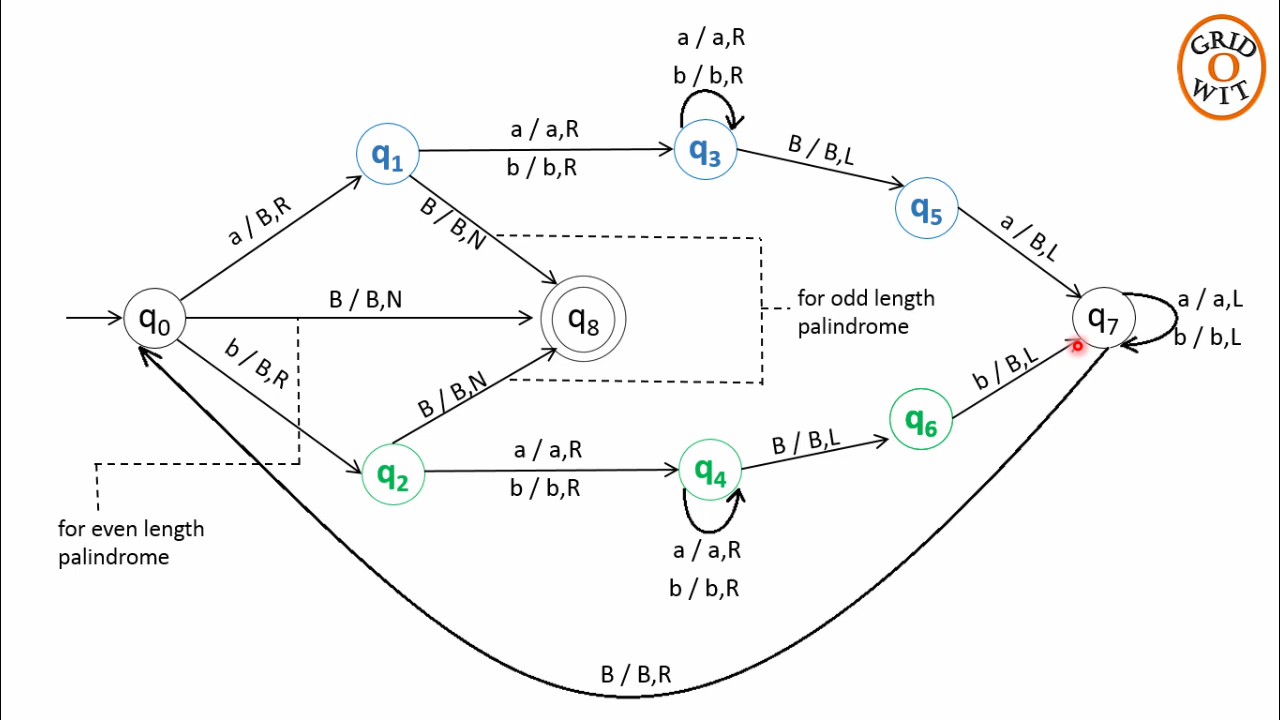 GRID
O
WIT
a / a,R
b / b,R
q1
a / a,R
b / b,R
q3
B / B,L
q5
a / B,R
B / B,N
a / B,L
q0
B / B,N
q8
for odd length
palindrome
q7
a / a,L
b / b,L
b / B,R
B / B,N
b / B,L
q2
a / a,R
b / b,R
q4
B / B,L
q6
for even length
palindrome
a / a,R
b / b,R
B / B,R